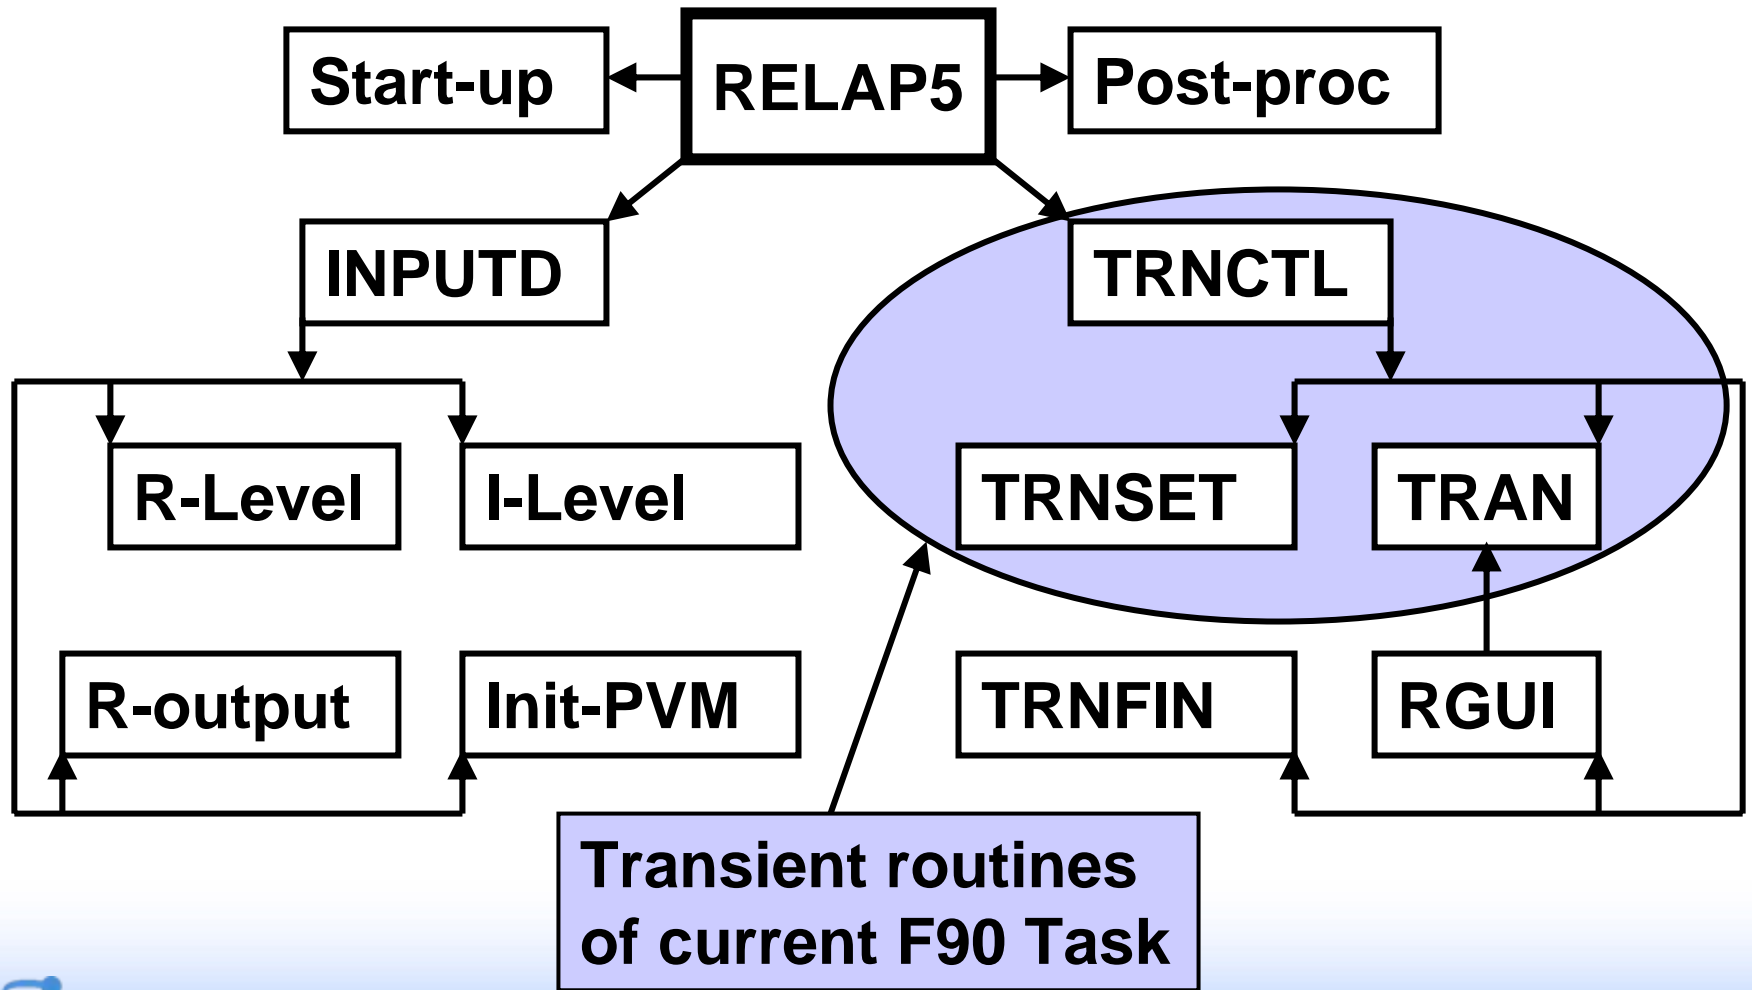 Start-up
RELAP5
Post-proc
INPUTD
TRNCTL
R-Level
I-Level
TRNSET
TRAN
R-output
Init-PVM
TRNFIN
RGUI
Transient routines
of current F90 Task